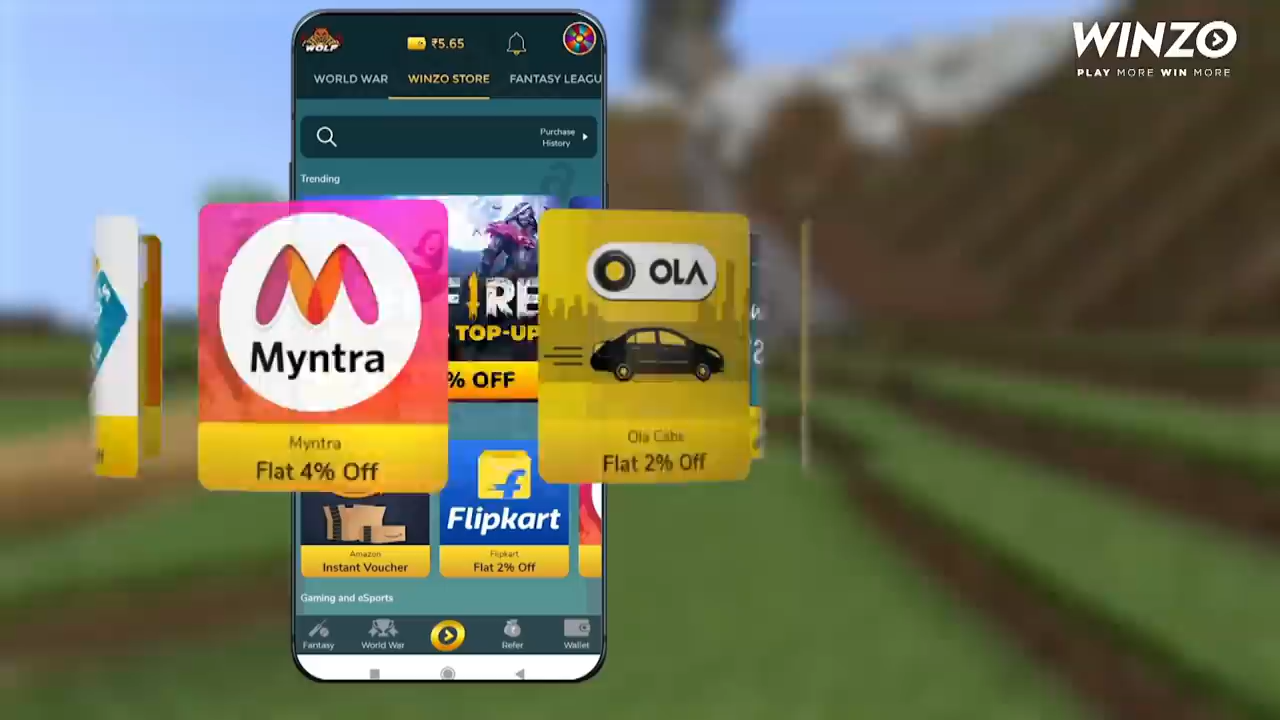 WINZO
PLAY MORE WIN MORE
WOLF
₹5.65
WORLD WAR
WINZO STORE
FANTASY LEAGU
Purchase
History
Trending
FIRE
TOP-UP
% OFF
Myntra
Myntra
Flat 4% Off
OLA
Ola Cabs
Flat 2% Off
Amazon
Instant Voucher
Flipkart
Flipkart
Flat 2% Off
Gaming and eSports
Fantasy
World War
Refer
Wallet